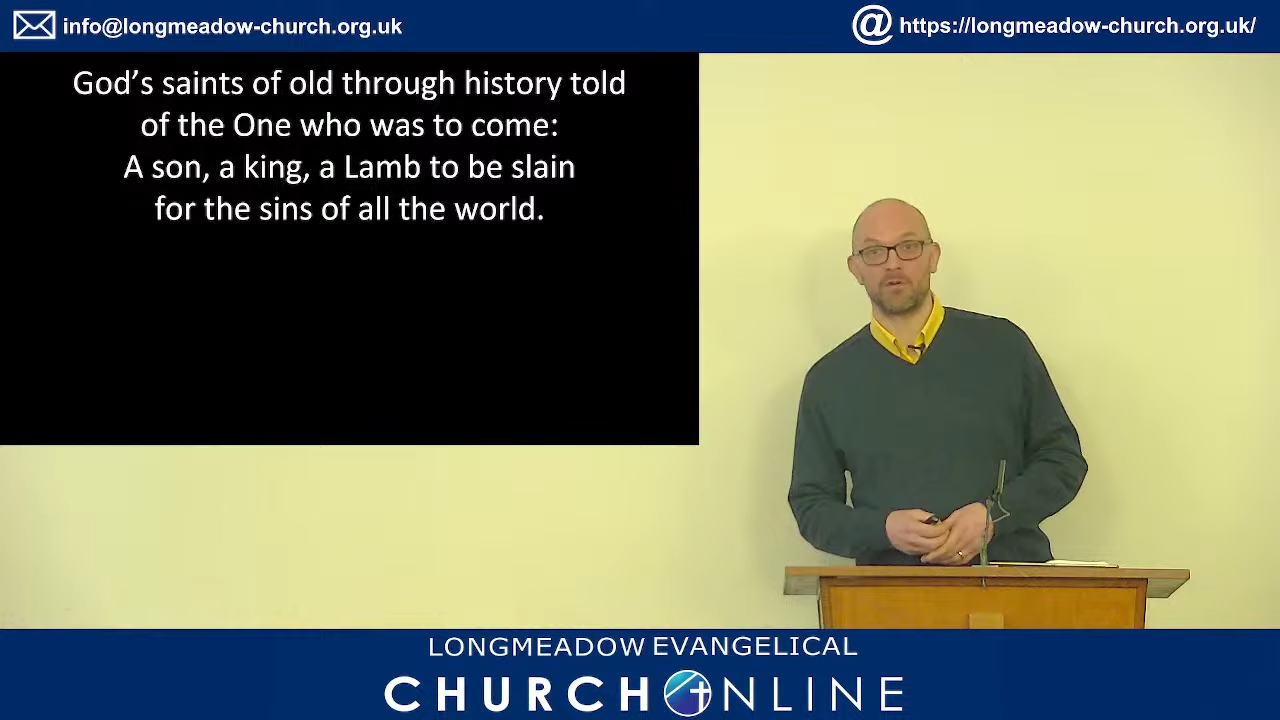 info@longmeadow-church.org.uk
https://longmeadow-church.org.uk/
God’s saints of old through history told
of the One who was to come:
A son, a king, a Lamb to be slain
for the sins of all the world.
LONGMEADOW EVANGELICAL
CHURCH ONLINE